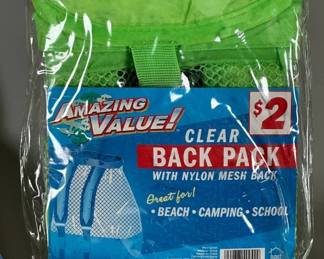 AMAZING
VALUE!
$2
CLEAR
BACK PACK
WITH NYLON MESH BACK
Great for!
• BEACH • CAMPING • SCHOOL